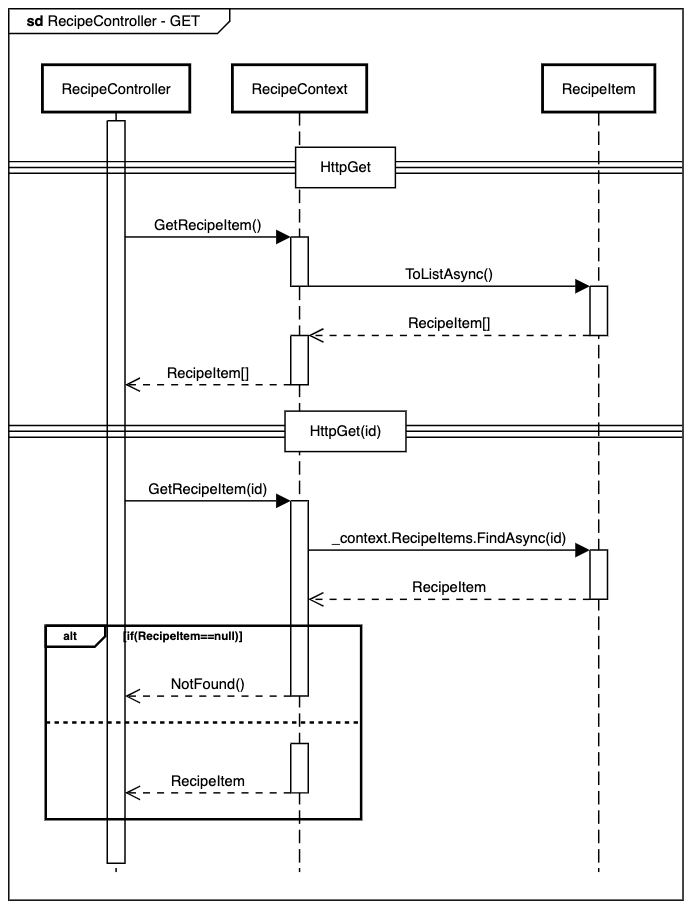 sd RecipeController - GET
RecipeController
RecipeContext
RecipeItem
HttpGet
GetRecipeItem()
ToListAsync()
RecipeItem[]
RecipeItem[]
HttpGet(id)
GetRecipeItem(id)
_context.RecipeItems.FindAsync(id)
RecipeItem
alt
[if(RecipeItem==null)]
NotFound()
RecipeItem